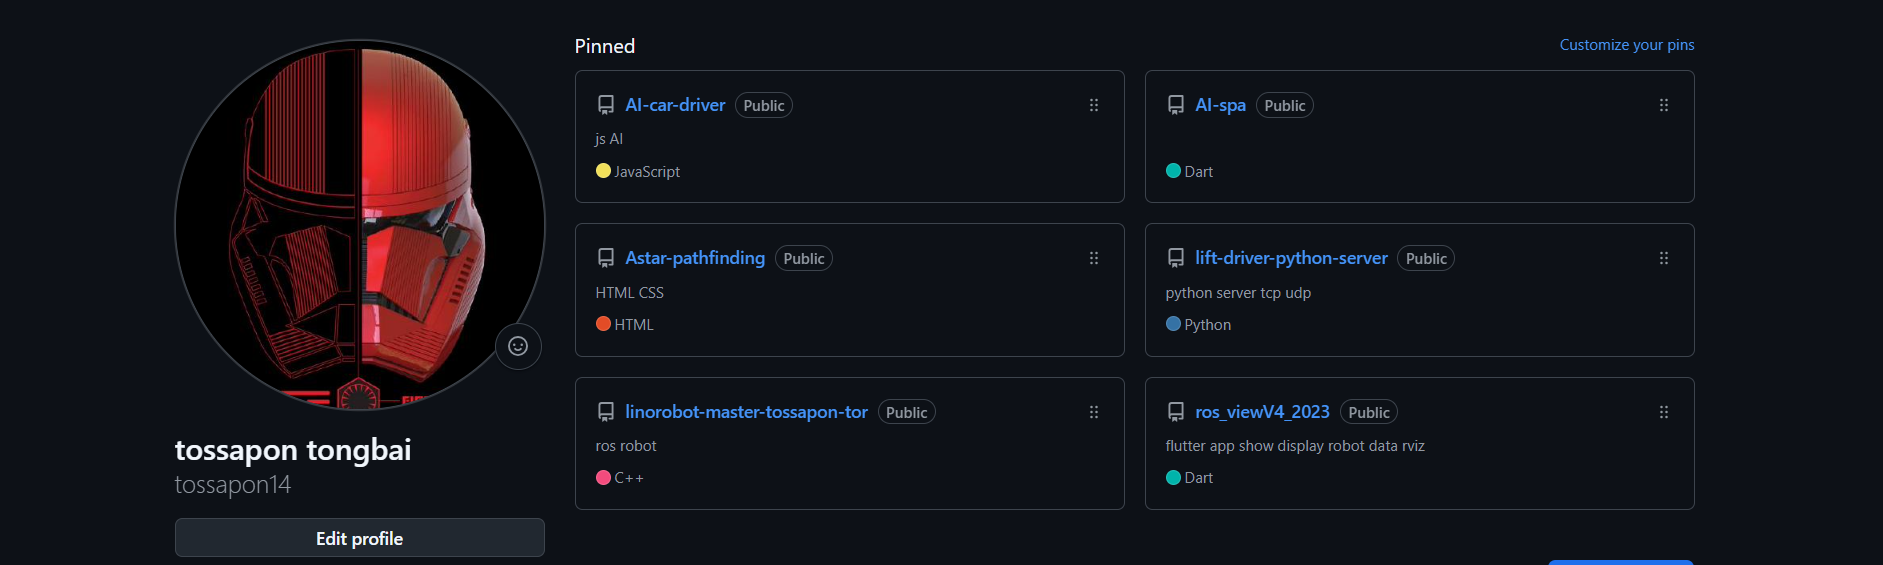 Pinned
Customize your pins
AI-car-driver Public
js AI
JavaScript
AI-spa Public
Dart
Astar-pathfinding Public
HTML CSS
HTML
lift-driver-python-server Public
python server tcp udp
Python
linorobot-master-tossapon-tor Public
ros robot
C++
ros_viewV4_2023 Public
flutter app show display robot data rviz
Dart
tossapon tongbai
tossapon14
Edit profile